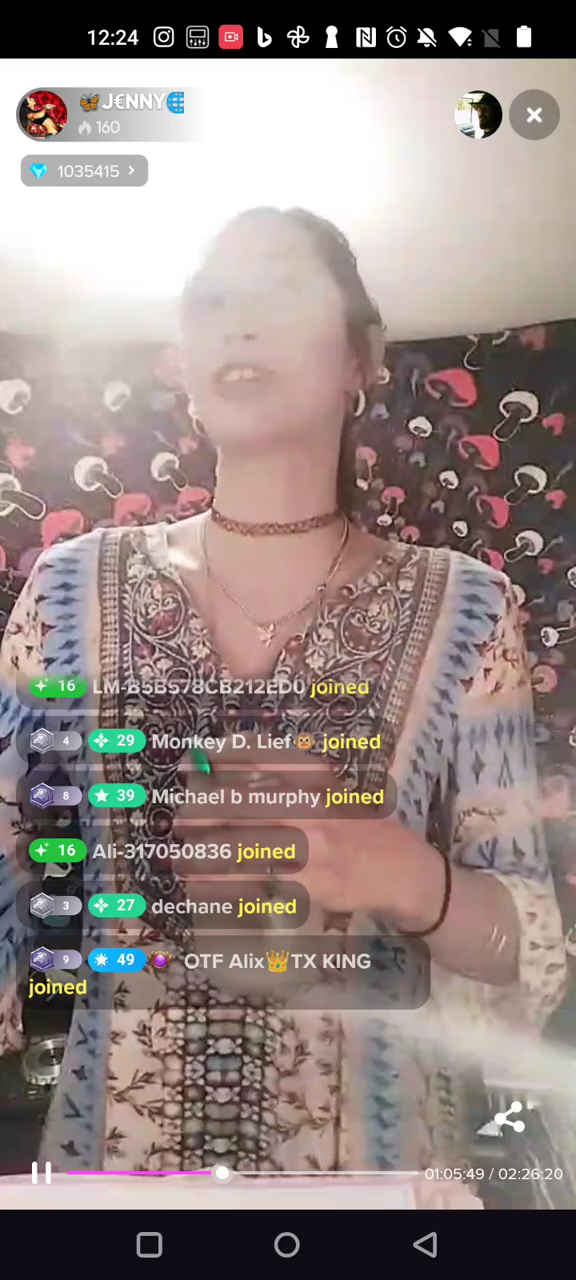 12:24
🦋J€NNY🌐
160
1035415 >
16 LM-B5B578CB212ED0 joined
4 29 Monkey D. Lief🐵 joined
8 39 Michael b murphy joined
16 Ali-317050836 joined
3 27 dechane joined
9 49 OTF Alix👑TX KING
joined
01:05:49 / 02:26:20